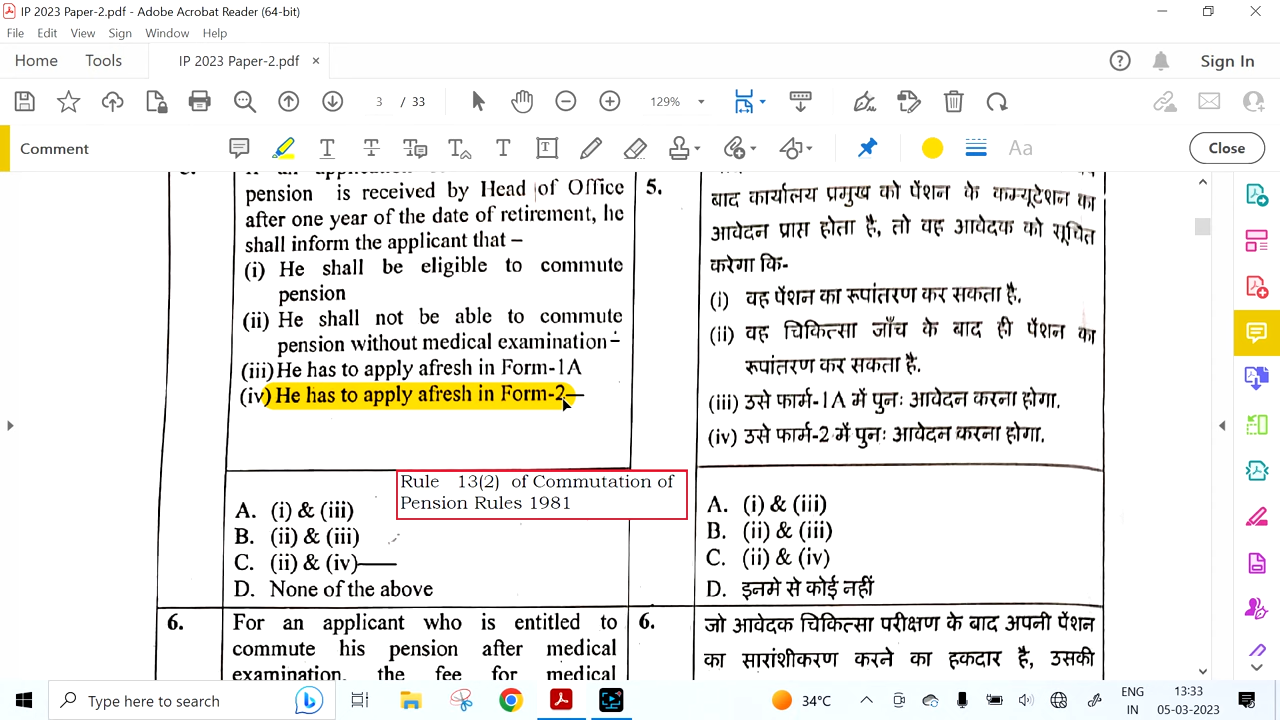 IP 2023 Paper-2.pdf - Adobe Acrobat Reader (64-bit)
File Edit View Sign Window Help
Home Tools IP 2023 Paper-2.pdf × Sign In
3 / 33 129%
Comment Aa Close
pension is received by Head of Office
after one year of the date of retirement, he
shall inform the applicant that –
(i) He shall be eligible to commute
pension
(ii) He shall not be able to commute
pension without medical examination
(iii) He has to apply afresh in Form-1A
(iv) He has to apply afresh in Form-2
Rule 13(2) of Commutation of
Pension Rules 1981
A. (i) & (iii)
B. (ii) & (iii)
C. (ii) & (iv)
D. None of the above
5.
बाद कार्यालय प्रमुख को पेंशन के कम्यूटेशन का
आवेदन प्राप्त होता है, तो वह आवेदक को सूचित
करेगा कि-
(i) वह पेंशन का रूपांतरण कर सकता है.
(ii) वह चिकित्सा जाँच के बाद ही पेंशन का
रूपांतरण कर सकता है.
(iii) उसे फार्म-1A में पुनः आवेदन करना होगा.
(iv) उसे फार्म-2 में पुनः आवेदन करना होगा.
A. (i) & (iii)
B. (ii) & (iii)
C. (ii) & (iv)
D. इनमे से कोई नहीं
6. For an applicant who is entitled to
commute his pension after medical
examination, the fee for medical
6. जो आवेदक चिकित्सा परीक्षण के बाद अपनी पेंशन
का सारांशीकरण करने का हकदार है, उसकी
Type here to search 34°C ENG 13:33
IN 05-03-2023